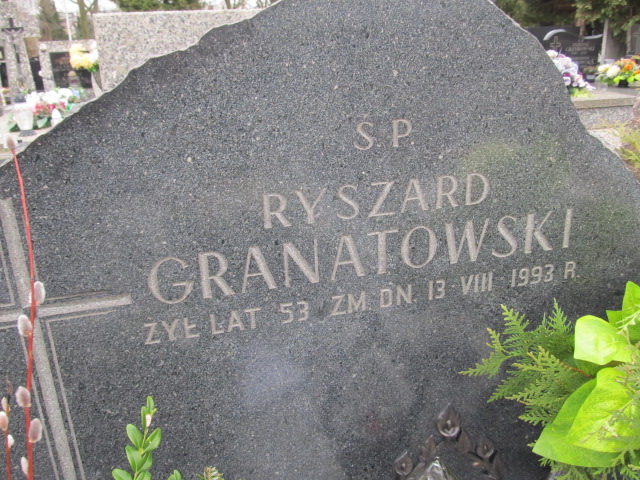 Ś.P.
RYSZARD
GRANATOWSKI
ŻYŁ LAT 53 ZM. DN 13 VIII 1993 R.